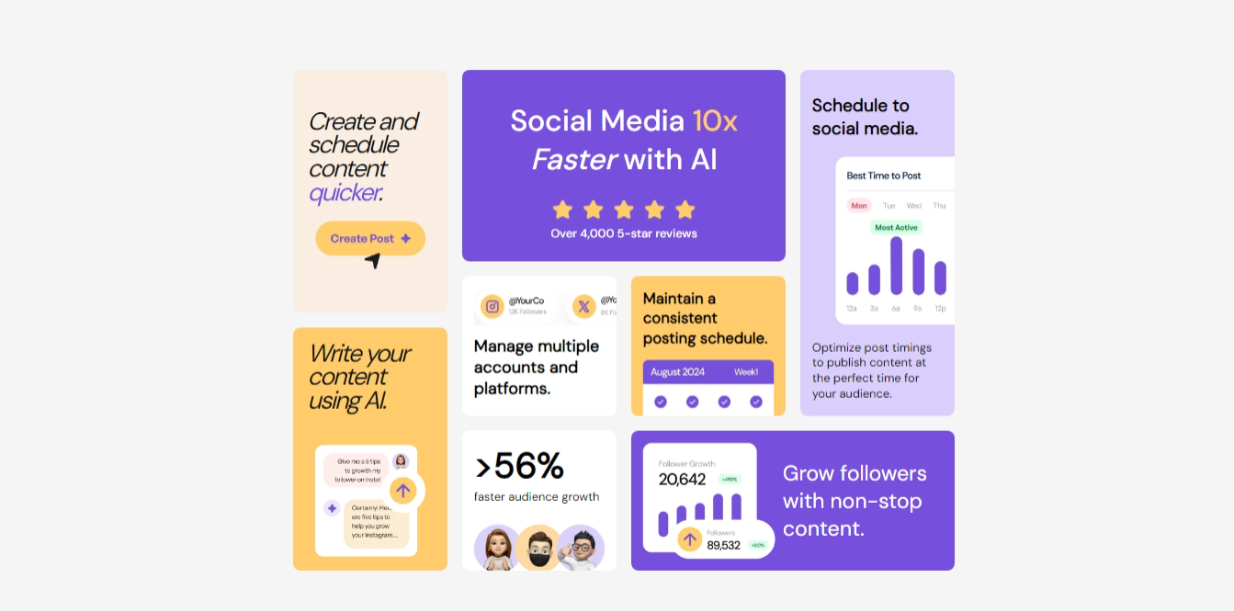 Create and
schedule
content
quicker.
Create Post
Write your
content
using AI.
Give me a 5 tips
to growth my
follower on Insta!
Certainly! Here
are five tips to
help you grow
your Instagram...
Social Media 10x
Faster with AI
Over 4,000 5-star reviews
@YourCo
12K Followers
@Yo
Manage multiple
accounts and
platforms.
Maintain a
consistent
posting schedule.
August 2024 Week1
>56%
faster audience growth
Schedule to
social media.
Best Time to Post
Mon Tue Wed Thu
Most Active
12a 3a 6a 9a 12p
Optimize post timings
to publish content at
the perfect time for
your audience.
Follower Growth
20,642
Followers
89,532
Grow followers
with non-stop
content.